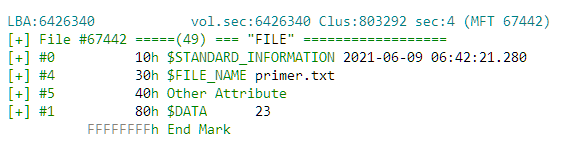 LBA:6426340 vol.sec:6426340 Clus:803292 sec:4 (MFT 67442)
[+] File #67442 =====(49) === "FILE" ==================
[+] #0 10h $STANDARD_INFORMATION 2021-06-09 06:42:21.280
[+] #4 30h $FILE_NAME primer.txt
[+] #5 40h Other Attribute
[+] #1 80h $DATA 23
FFFFFFFFh End Mark